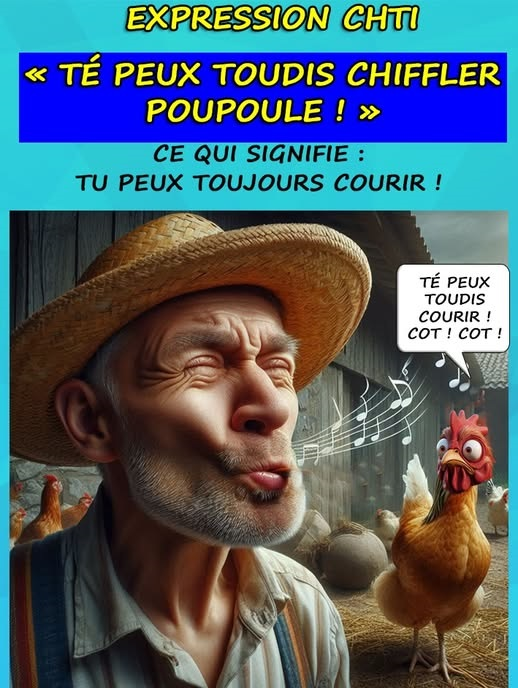 EXPRESSION CHTI
« TÉ PEUX TOUDIS CHIFFLER
POUPOULE ! »
CE QUI SIGNIFIE :
TU PEUX TOUJOURS COURIR !
TÉ PEUX
TOUDIS
COURIR !
COT ! COT !